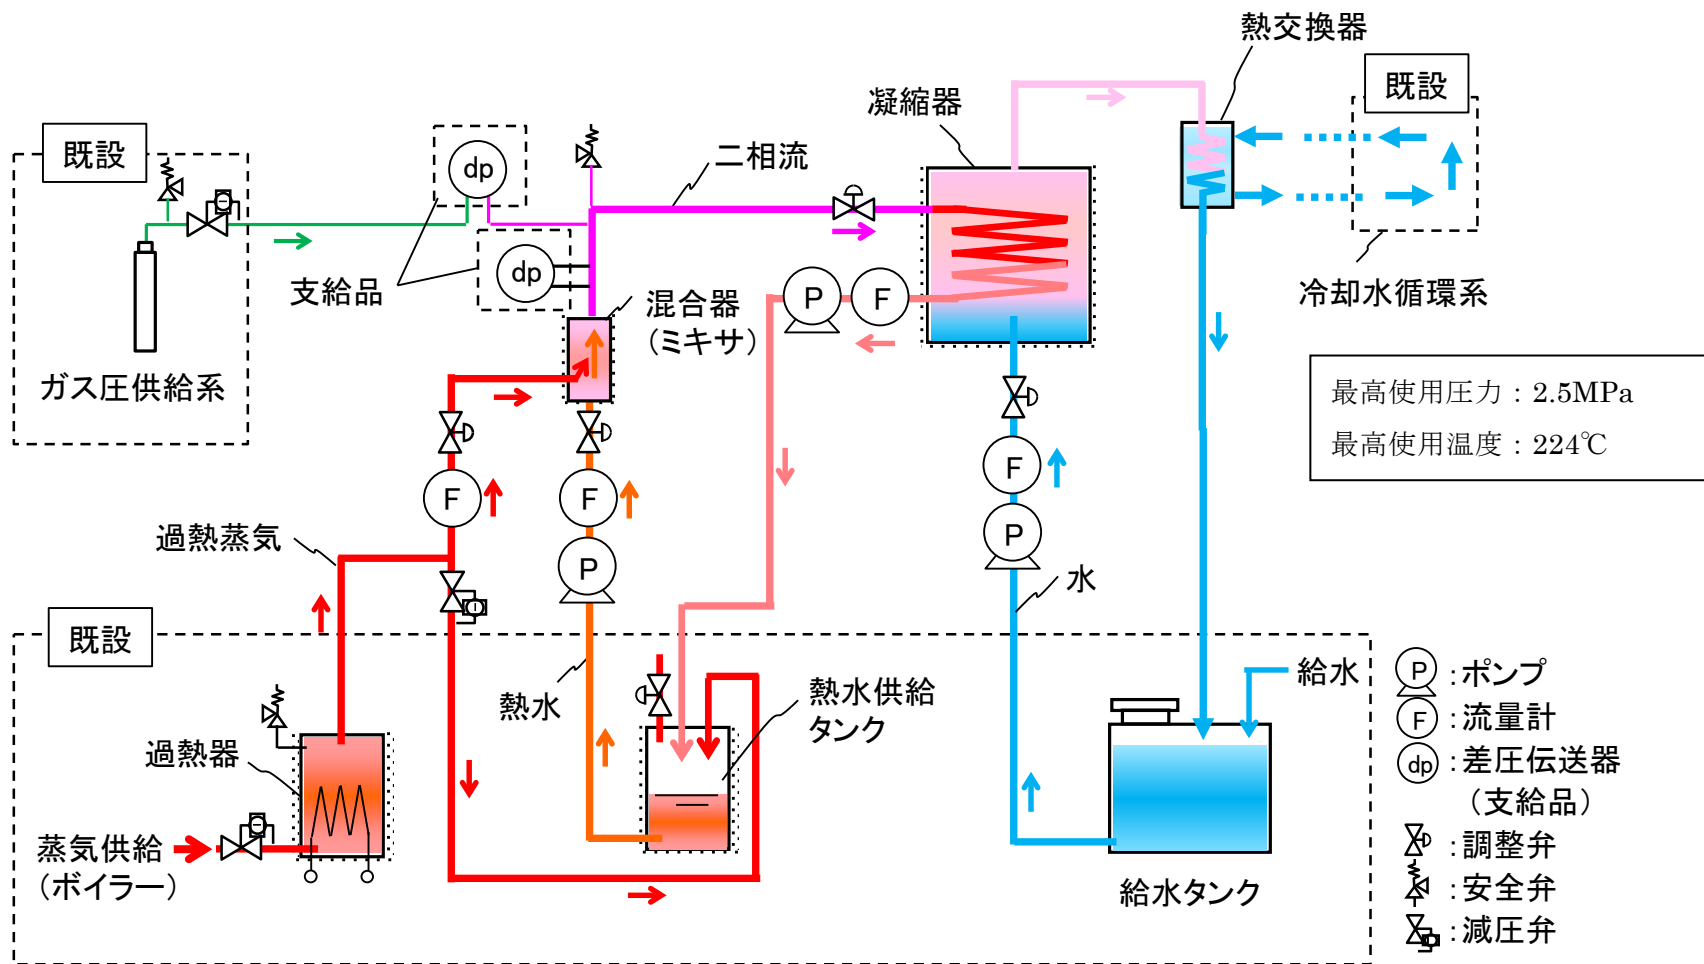 熱交換器
既設
凝縮器
既設
dp
二相流
dp
支給品
混合器
(ミキサ)
P
F
冷却水循環系
ガス圧供給系
最高使用圧力：2.5MPa
最高使用温度：224℃
F
F
F
過熱蒸気
P
P
水
既設
熱水
熱水供給
タンク
給水
過熱器
蒸気供給
(ボイラー)
給水タンク
P
:ポンプ
F
:流量計
dp
:差圧伝送器
(支給品)
:調整弁
:安全弁
:減圧弁